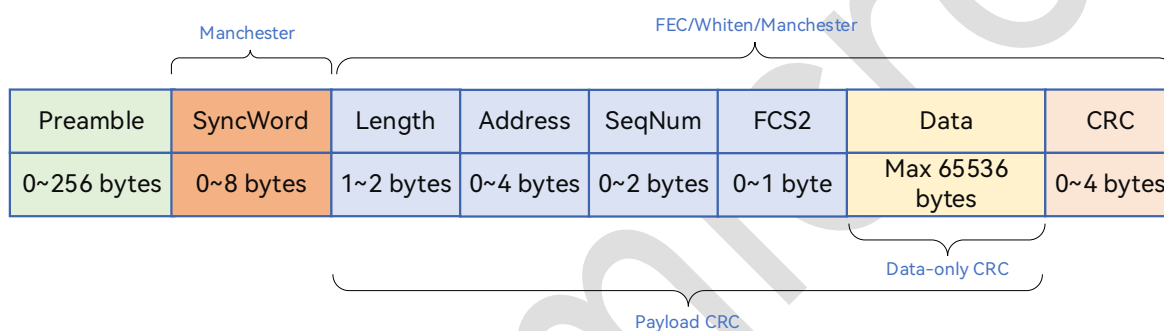 Manchester
FEC/Whiten/Manchester
Preamble SyncWord Length Address SeqNum FCS2 Data CRC
0~256 bytes 0~8 bytes 1~2 bytes 0~4 bytes 0~2 bytes 0~1 byte Max 65536 bytes 0~4 bytes
Data-only CRC
Payload CRC